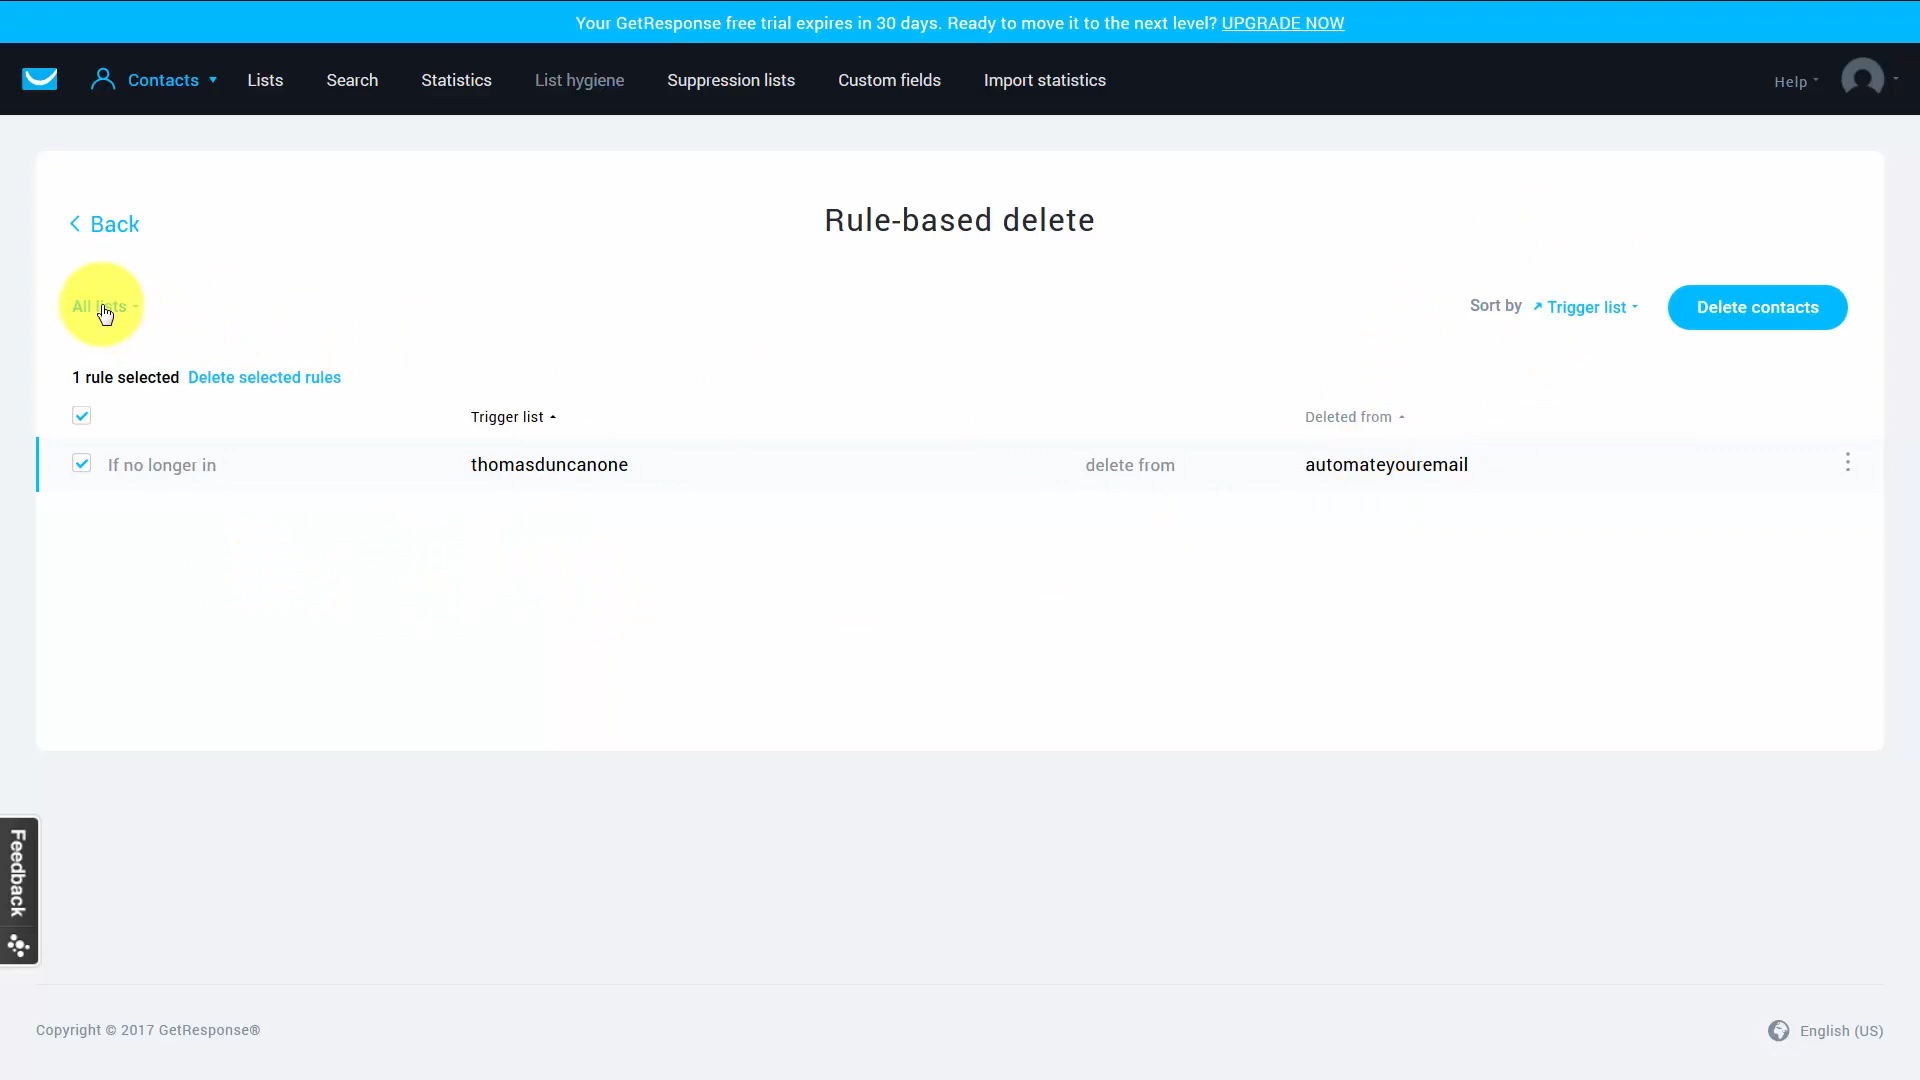 Your GetResponse free trial expires in 30 days. Ready to move it to the next level? UPGRADE NOW
Contacts Lists Search Statistics List hygiene Suppression lists Custom fields Import statistics Help
Back
Rule-based delete
All lists
Sort by Trigger list Delete contacts
1 rule selected Delete selected rules
Trigger list Deleted from
If no longer in thomasduncanone delete from automateyouremail
Feedback
Copyright © 2017 GetResponse®
English (US)